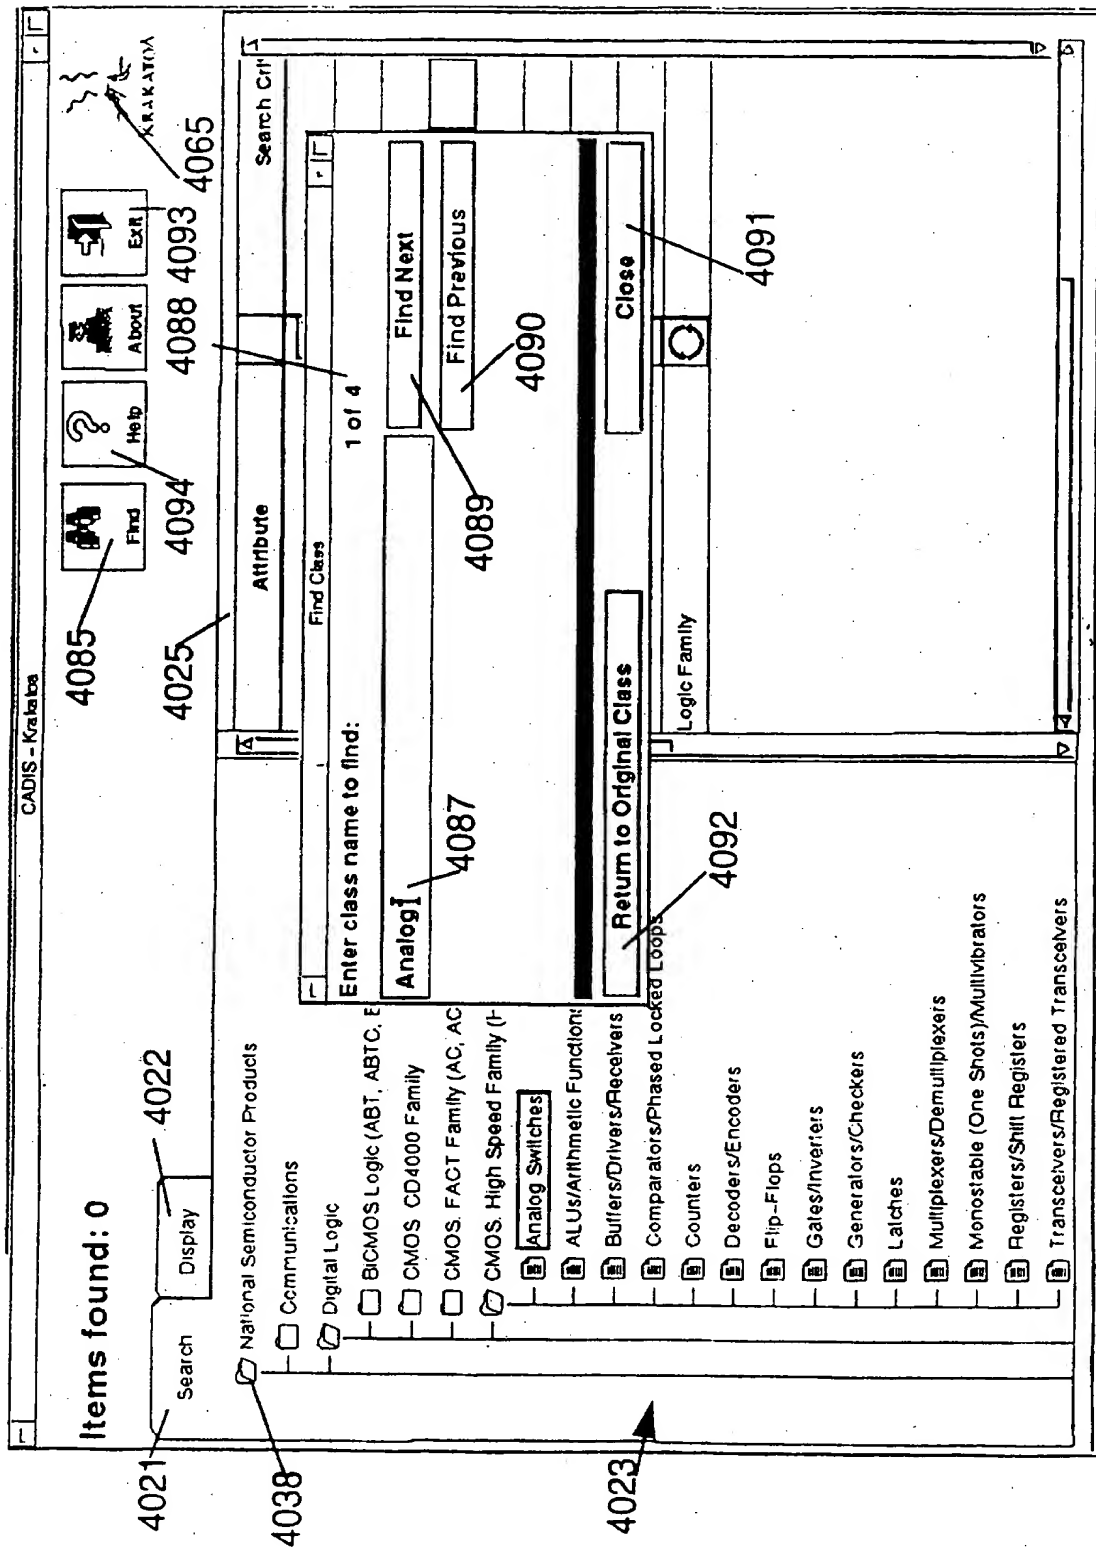 CADIS - Krakatoa
Items found: 0
Find
Help
About
Exit
KRAKATOA
4085
4094
4088
4093
4065
4021
Search
Display
4022
4025
Attribute
Search Cri
4038
National Semiconductor Products
Communications
Digital Logic
BiCMOS Logic (ABT, ABTC, E
CMOS CD4000 Family
CMOS. FACT Family (AC, AC
CMOS. High Speed Family (H
Analog Switches
ALUs/Arithmetic Functions
Buffers/Drivers/Receivers
Comparators/Phased Locked Loops
Counters
Decoders/Encoders
Flip-Flops
Gates/Inverters
Generators/Checkers
Latches
Multiplexers/Demultiplexers
Monostable (One Shots)/Multivibrators
Registers/Shift Registers
Transceivers/Registered Transceivers
4023
Find Class
Enter class name to find:
1 of 4
Analog
4087
Find Next
4089
Find Previous
4090
Return to Original Class
Close
4092
4091
Logic Family